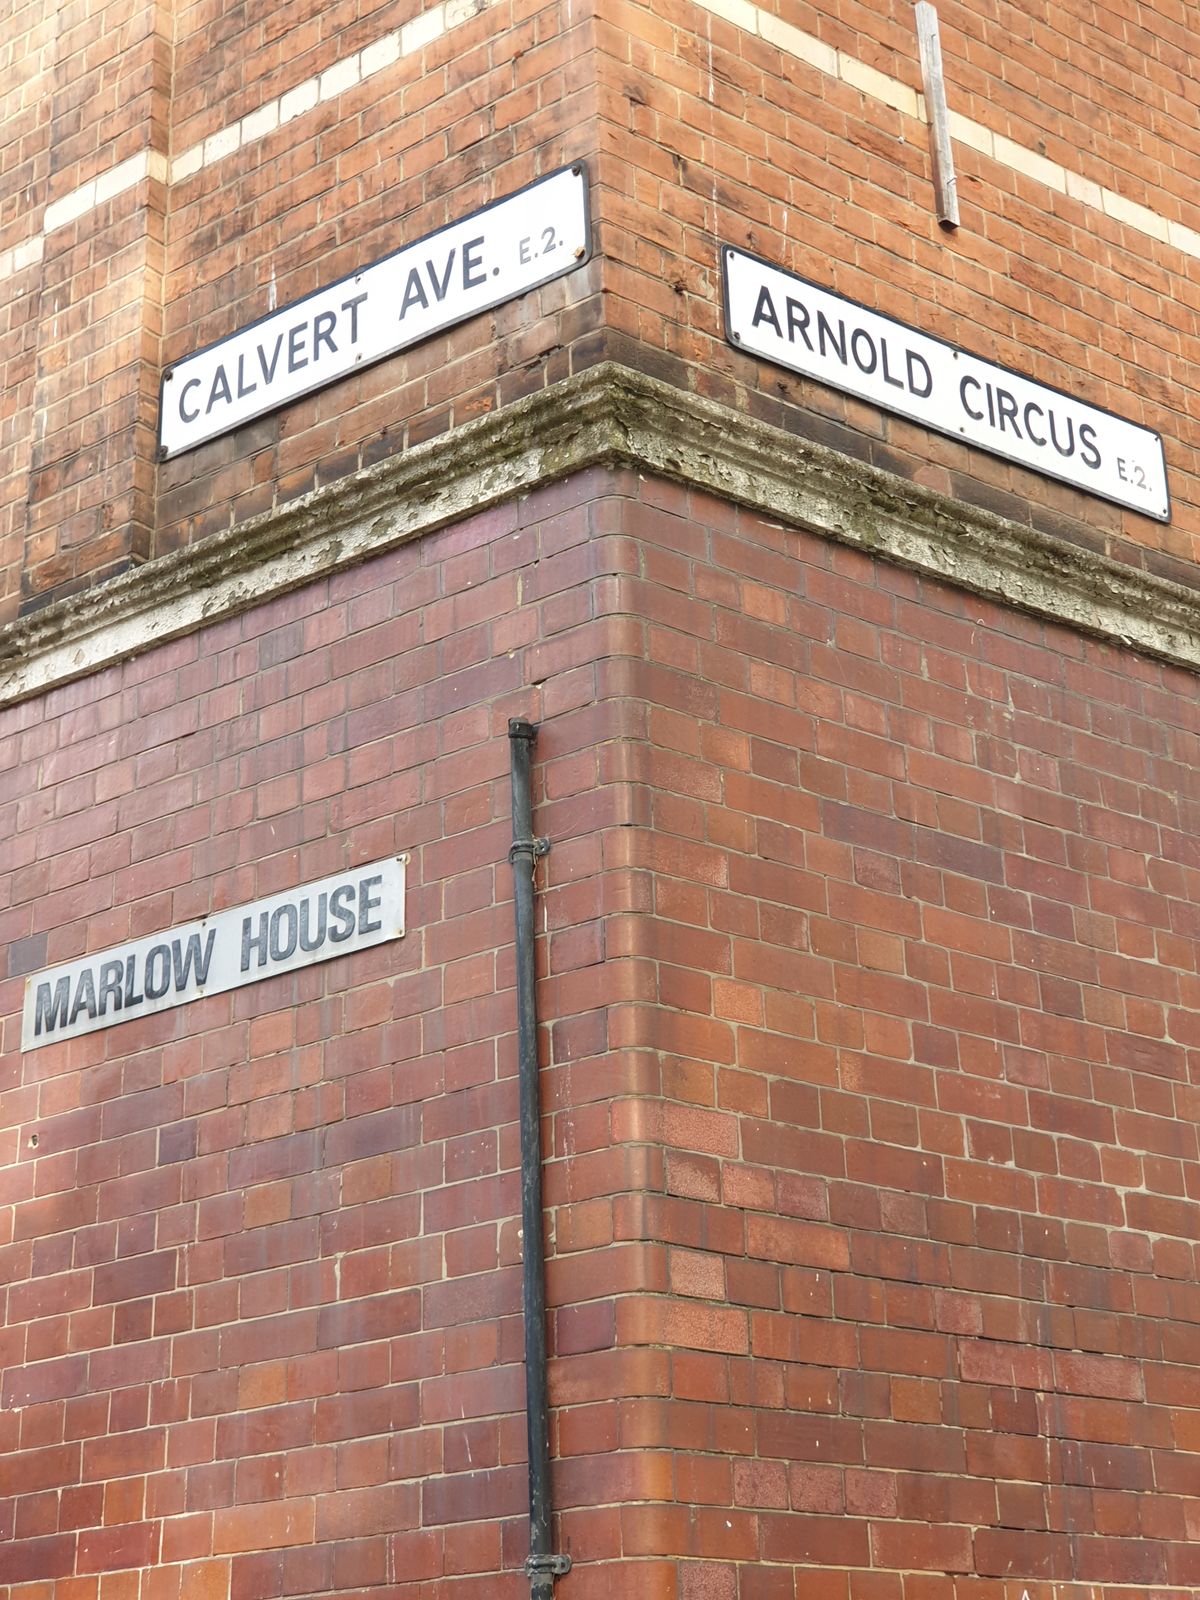 CALVERT AVE. E.2.
ARNOLD CIRCUS E.2.
MARLOW HOUSE